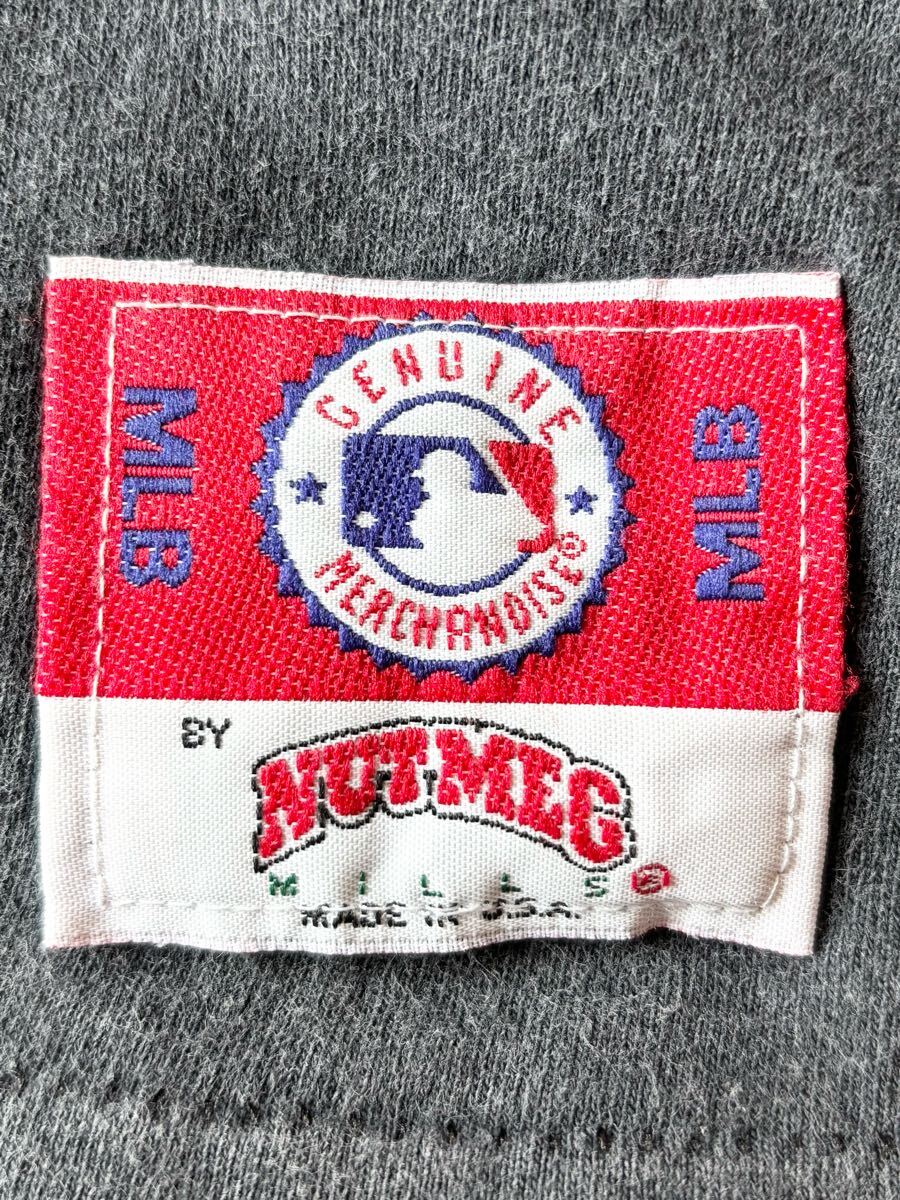 GENUINE
MLB
MLB
MERCHANDISE®
BY
NUTMEG
MILLS®
MADE IN U.S.A.